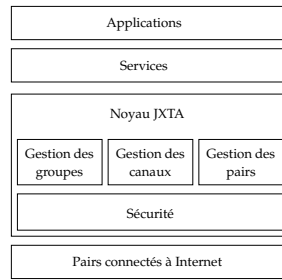 Applications
Services
Noyau JXTA
Gestion des
groupes
Gestion des
canaux
Gestion des
pairs
Sécurité
Pairs connectés à Internet